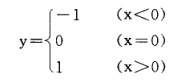 −1 (x<0)
y= 0 (x=0)
1 (x>0)